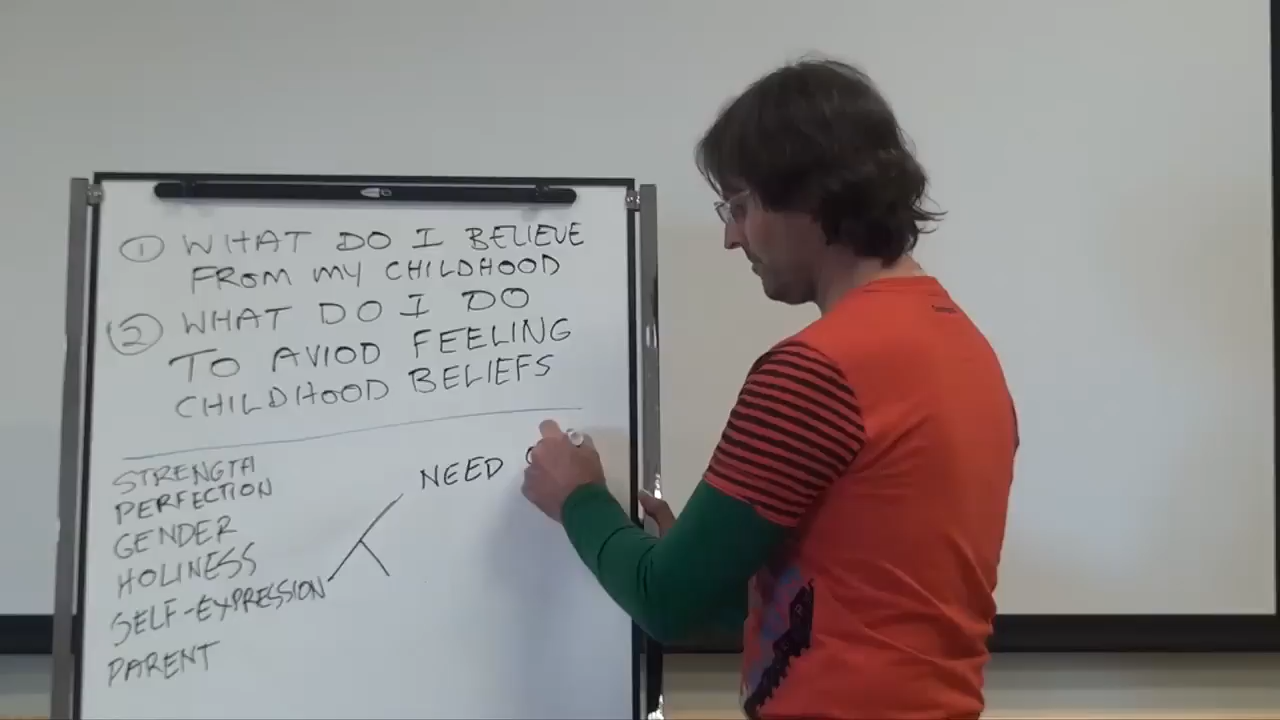 ① WHAT DO I BELIEVE
FROM MY CHILDHOOD
② WHAT DO I DO
TO AVIOD FEELING
CHILDHOOD BELIEFS
STRENGTH
PERFECTION
GENDER
HOLINESS
SELF-EXPRESSION
PARENT
NEED